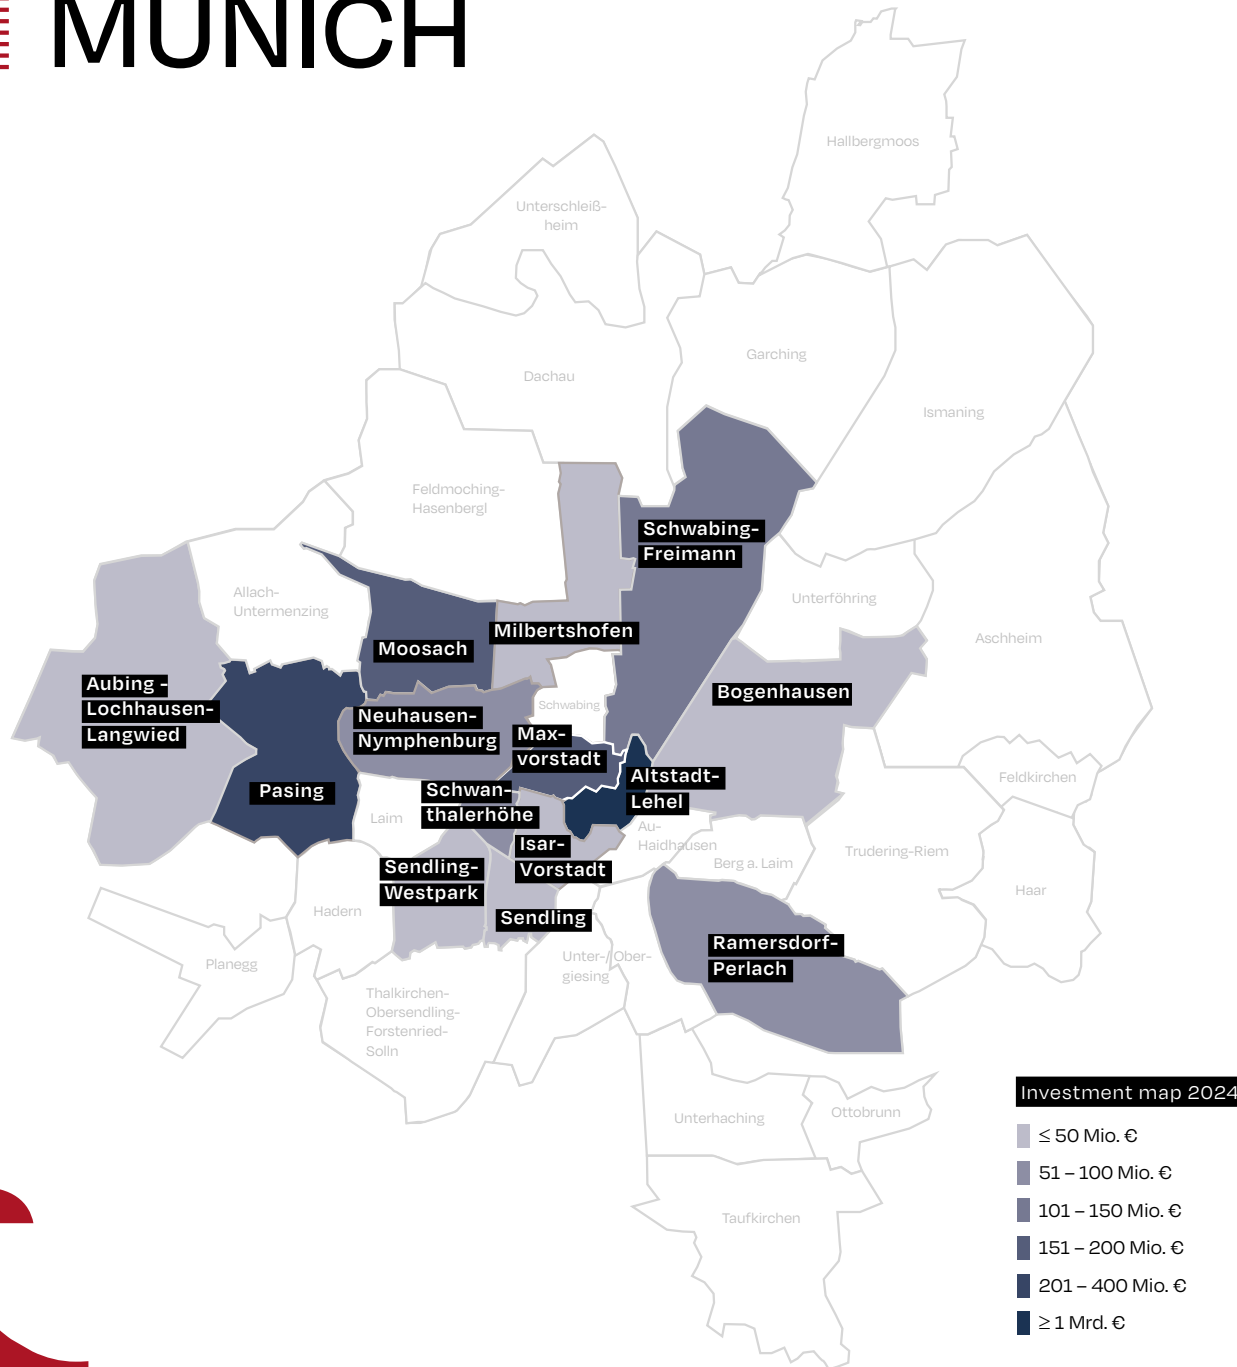 MUNICH
Hallbergmoos
Unterschleiß-
heim
Garching
Dachau
Ismaning
Feldmoching-
Hasenbergl
Schwabing-
Freimann
Allach-
Untermenzing
Unterföhring
Milbertshofen
Aschheim
Moosach
Aubing -
Lochhausen-
Langwied
Bogenhausen
Schwabing
Neuhausen-
Nymphenburg
Max-
vorstadt
Altstadt-
Lehel
Feldkirchen
Pasing
Schwan-
thalerhöhe
Laim
Au-
Haidhausen
Isar-
Vorstadt
Trudering-Riem
Berg a. Laim
Sendling-
Westpark
Haar
Hadern
Sendling
Ramersdorf-
Perlach
Planegg
Unter-/Ober-
giesing
Thalkirchen-
Obersendling-
Forstenried-
Solln
Unterhaching
Ottobrunn
Taufkirchen
Investment map 2024
≤ 50 Mio. €
51 – 100 Mio. €
101 – 150 Mio. €
151 – 200 Mio. €
201 – 400 Mio. €
≥ 1 Mrd. €